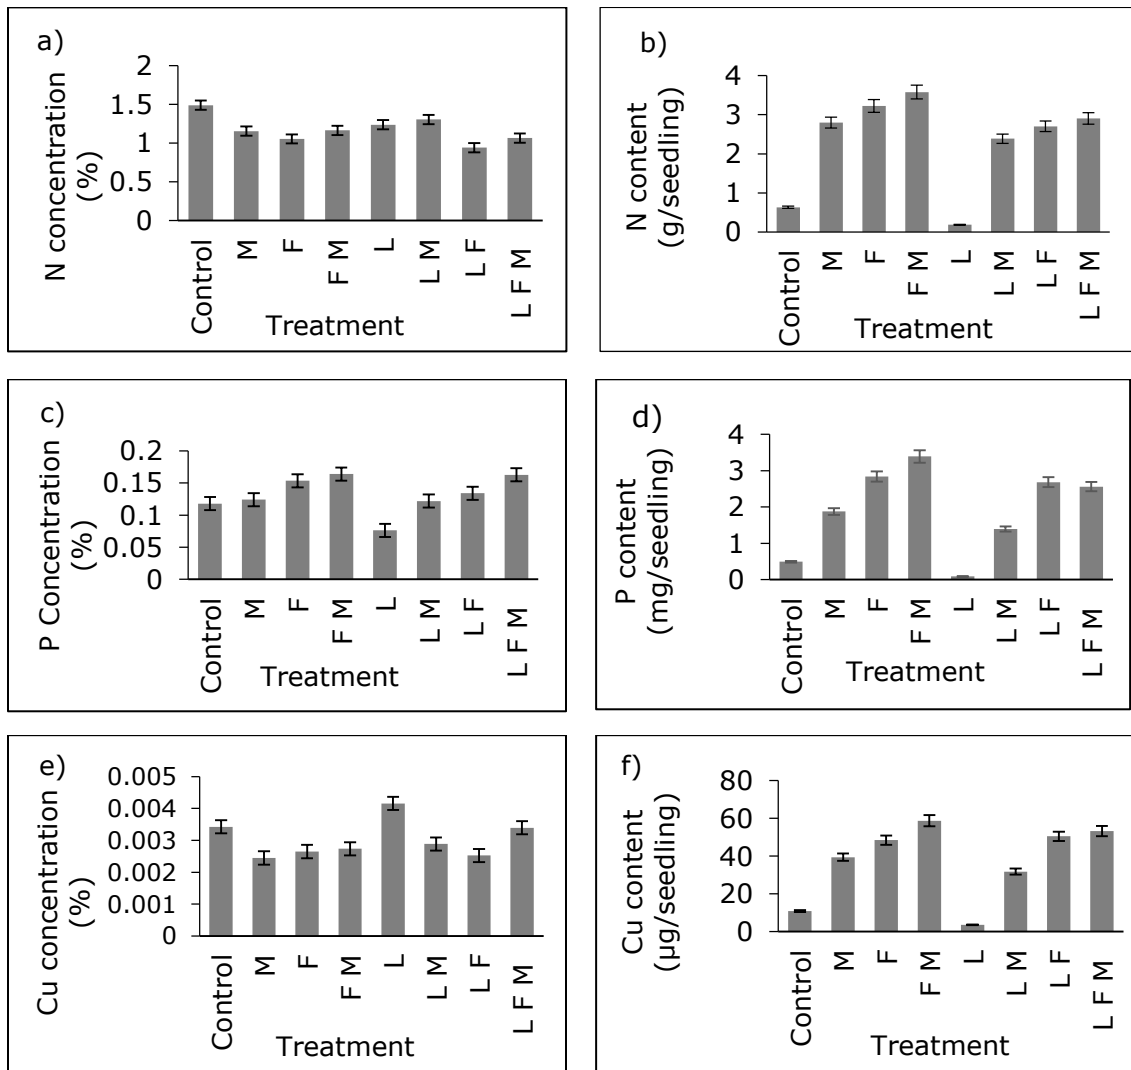 a)
N concentration
(%)
2
1.5
1
0.5
0
Control
M
F
F M
L
L M
L F
L F M
Treatment
b)
N content
(g/seedling)
4
3
2
1
0
Control
M
F
F M
L
L M
L F
L F M
Treatment
c)
P Concentration
(%)
0.2
0.15
0.1
0.05
0
Control
M
F
F M
L
L M
L F
L F M
Treatment
d)
P content
(mg/seedling)
4
3
2
1
0
Control
M
F
F M
L
L M
L F
L F M
Treatment
e)
Cu concentration
(%)
0.005
0.004
0.003
0.002
0.001
0
Control
M
F
F M
L
L M
L F
L F M
Treatment
f)
Cu content
(µg/seedling)
80
60
40
20
0
Control
M
F
F M
L
L M
L F
L F M
Treatment